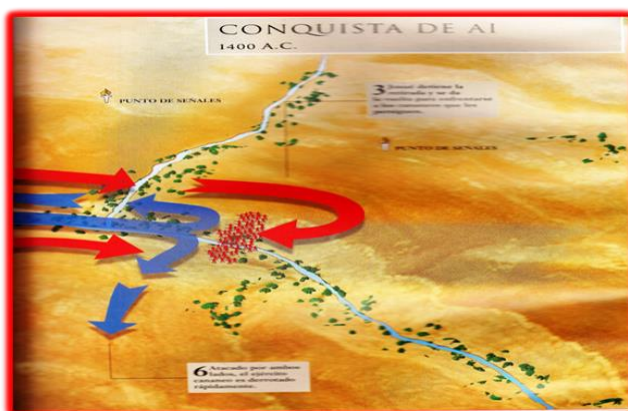 CONQUISTA DE AI
1400 A.C.
PUNTO DE SEÑALES
3 Josué detiene la
retirada y se da
la vuelta para enfrentarse
a los cananeos que les
persiguen.
PUNTO DE SEÑALES
6 Atacado por ambos
lados, el ejército
cananeo es derrotado
rápidamente.